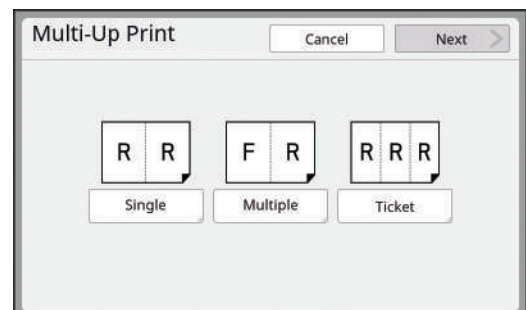 Multi-Up Print
Cancel
Next
R R
F R
R R R
Single
Multiple
Ticket